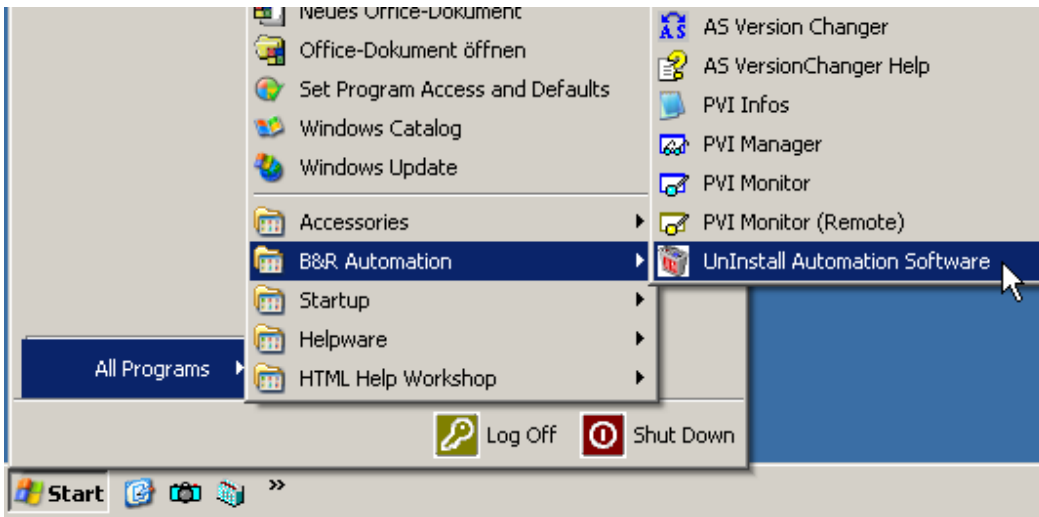 Neues Office-Dokument
Office-Dokument öffnen
Set Program Access and Defaults
Windows Catalog
Windows Update
Accessories
B&R Automation
Startup
Helpware
HTML Help Workshop
AS Version Changer
AS VersionChanger Help
PVI Infos
PVI Manager
PVI Monitor
PVI Monitor (Remote)
UnInstall Automation Software
All Programs
Log Off
Shut Down
Start
»